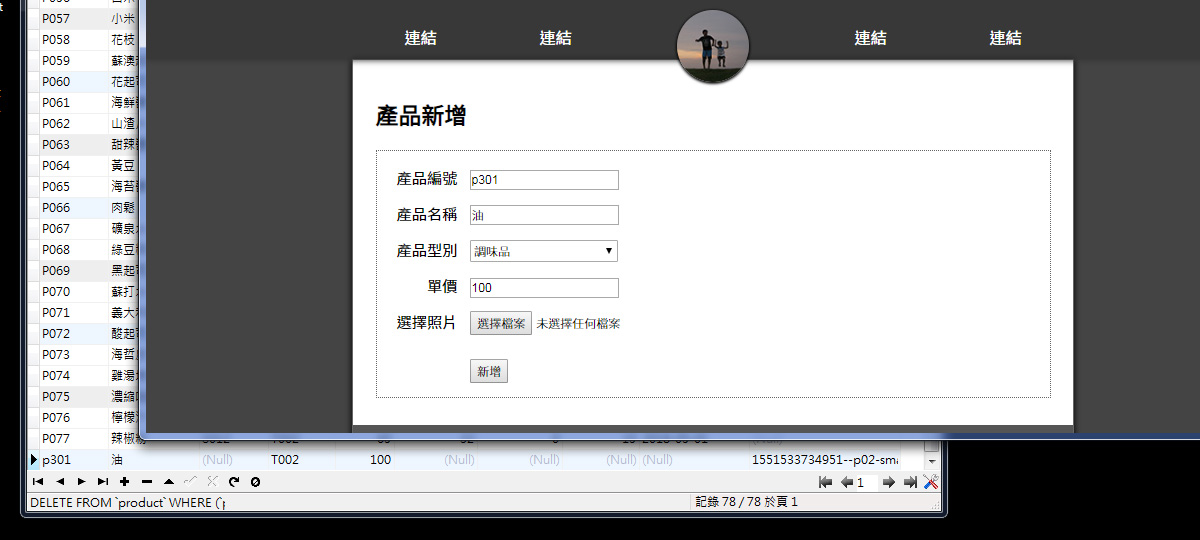 連結 連結 連結 連結
產品新增
產品編號 p301
產品名稱 油
產品型別 調味品
單價 100
選擇照片 選擇檔案 未選擇任何檔案
新增
P057 小米
P058 花枝
P059 蘇澳
P060 花起
P061 海鮮
P062 山渣
P063 甜辣
P064 黃豆
P065 海苔
P066 肉鬆
P067 礦泉
P068 綠豆
P069 黑起
P070 蘇打
P071 義大
P072 酸起
P073 海哲
P074 雞湯
P075 濃縮
P076 檸檬
P077 辣椒粉
p301 油 (Null) T002 100 (Null) (Null) (Null) (Null) 1551533734951--p02-sma
1
DELETE FROM `product` WHERE (`p 記錄 78 / 78 於頁 1